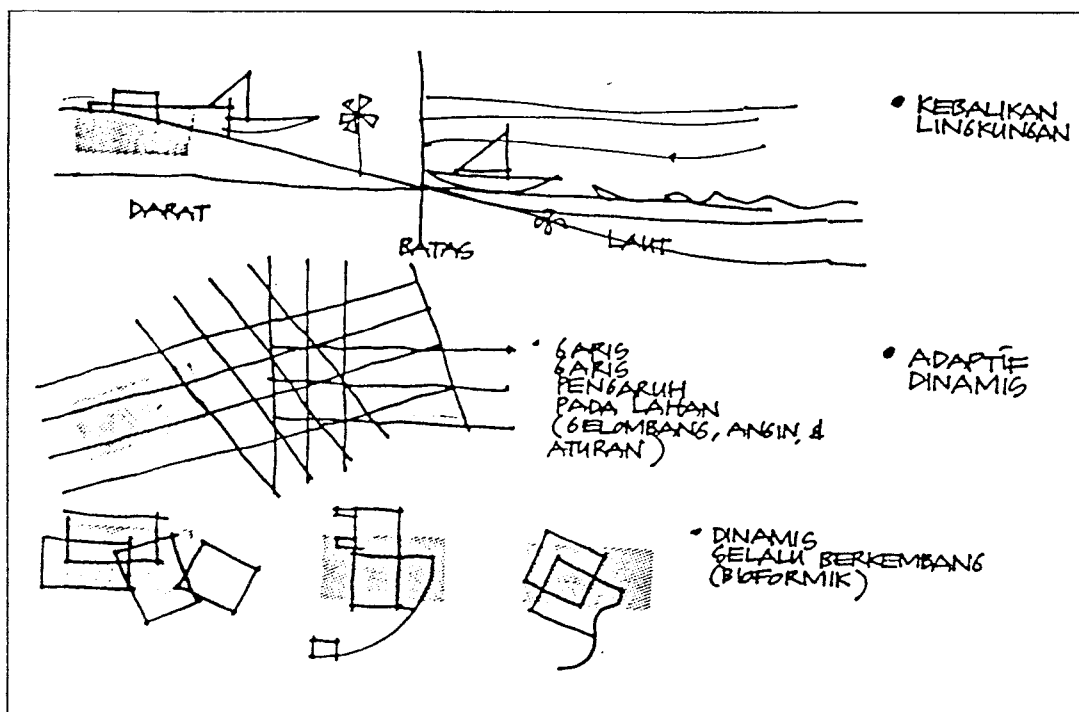 • KEBALIKAN
LINGKUNGAN
DARAT
BATAS
LAUT
• GARIS
GARIS
PENGARUH
PADA LAHAN
(GELOMBANG, ANGIN, &
ATURAN)
• ADAPTIF
DINAMIS
• DINAMIS
SELALU BERKEMBANG
(BIOFORMIK)